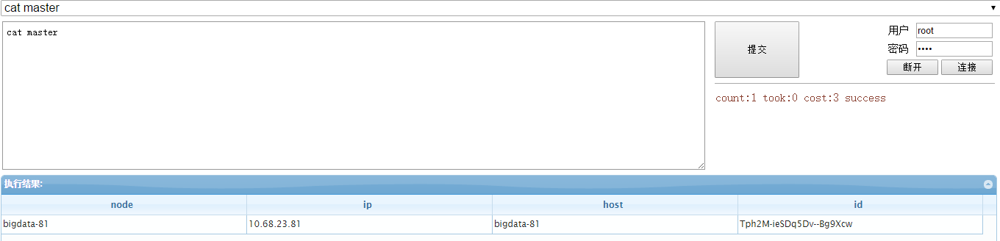 cat master
cat master
提交
用户 root
密码 ••••
断开 连接
count:1 took:0 cost:3 success
执行结果:
node ip host id
bigdata-81 10.68.23.81 bigdata-81 Tph2M-ieSDq5Dv--Bg9Xcw